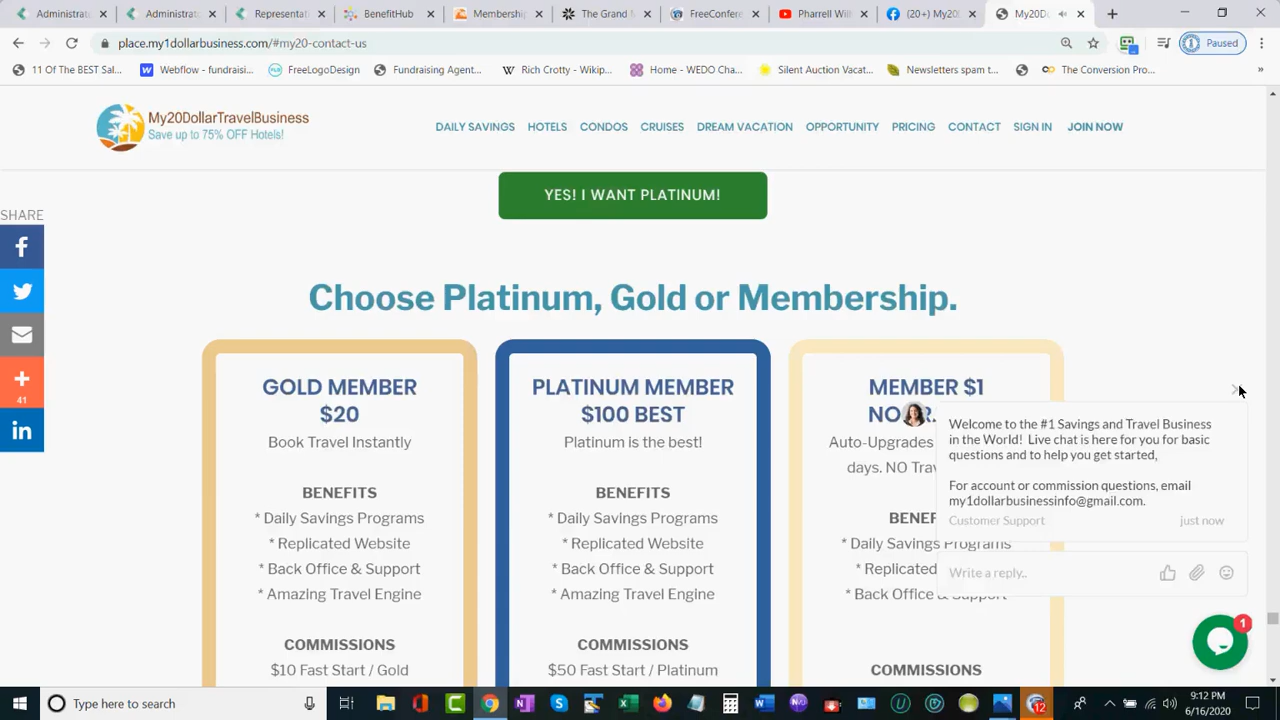 Administrat
Administrato
Representati
BenefitHub
Membership
The Grand M
FreeConfere
Pharrell Will
(20+) My20D
My20Do
place.my1dollarbusiness.com/#my20-contact-us
Paused
11 Of The BEST Sal...
Webflow - fundraisi...
FreeLogoDesign
Fundraising Agent...
Rich Crotty - Wikip...
Home - WEDO Cha...
Silent Auction Vacat...
Newsletters spam t...
The Conversion Pro...
My20DollarTravelBusiness
Save up to 75% OFF Hotels!
DAILY SAVINGS HOTELS CONDOS CRUISES DREAM VACATION OPPORTUNITY PRICING CONTACT SIGN IN JOIN NOW
YES! I WANT PLATINUM!
SHARE
41
Choose Platinum, Gold or Membership.
GOLD MEMBER
$20
Book Travel Instantly
BENEFITS
* Daily Savings Programs
* Replicated Website
* Back Office & Support
* Amazing Travel Engine
COMMISSIONS
$10 Fast Start / Gold
PLATINUM MEMBER
$100 BEST
Platinum is the best!
BENEFITS
* Daily Savings Programs
* Replicated Website
* Back Office & Support
* Amazing Travel Engine
COMMISSIONS
$50 Fast Start / Platinum
MEMBER $1
Auto-Upgrades
days. NO Trav
BENEF
* Daily Savings Programs
* Replicated
* Back Office & Support
COMMISSIONS
Welcome to the #1 Savings and Travel Business
in the World! Live chat is here for you for basic
questions and to help you get started,
For account or commission questions, email
my1dollarbusinessinfo@gmail.com.
Customer Support just now
Write a reply..
1
Type here to search
12
9:12 PM
6/16/2020